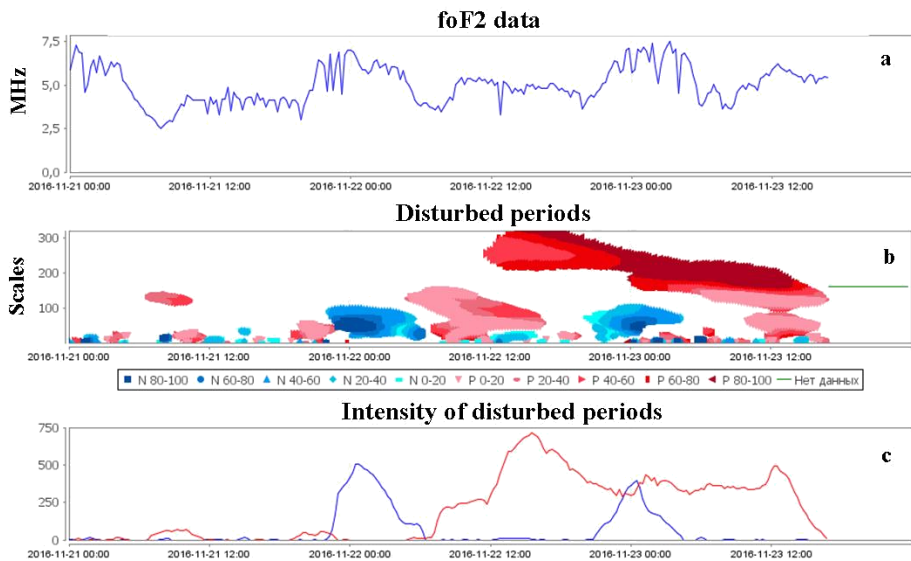 foF2 data
7,5
5,0
2,5
0,0
MHz
a
2016-11-21 00:00 2016-11-21 12:00 2016-11-22 00:00 2016-11-22 12:00 2016-11-23 00:00 2016-11-23 12:00
Disturbed periods
300
200
100
Scales
b
2016-11-21 00:00 2016-11-21 12:00 2016-11-22 00:00 2016-11-22 12:00 2016-11-23 00:00 2016-11-23 12:00
N 80-100 N 60-80 N 40-60 N 20-40 N 0-20 P 0-20 P 20-40 P 40-60 P 60-80 P 80-100 Нет данных
Intensity of disturbed periods
750
500
250
0
c
2016-11-21 00:00 2016-11-21 12:00 2016-11-22 00:00 2016-11-22 12:00 2016-11-23 00:00 2016-11-23 12:00